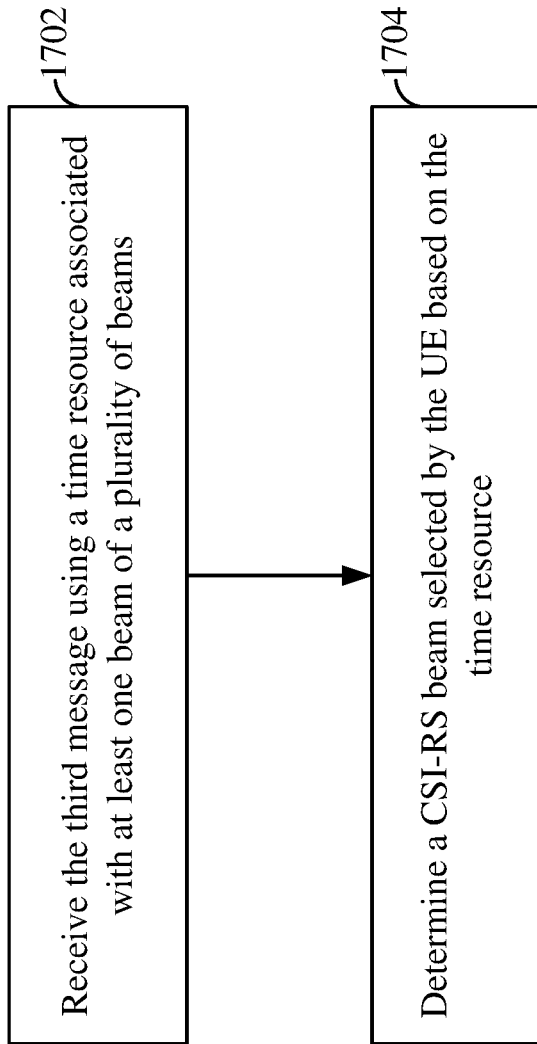 1702
Receive the third message using a time resource associated
with at least one beam of a plurality of beams
1704
Determine a CSI-RS beam selected by the UE based on the
time resource